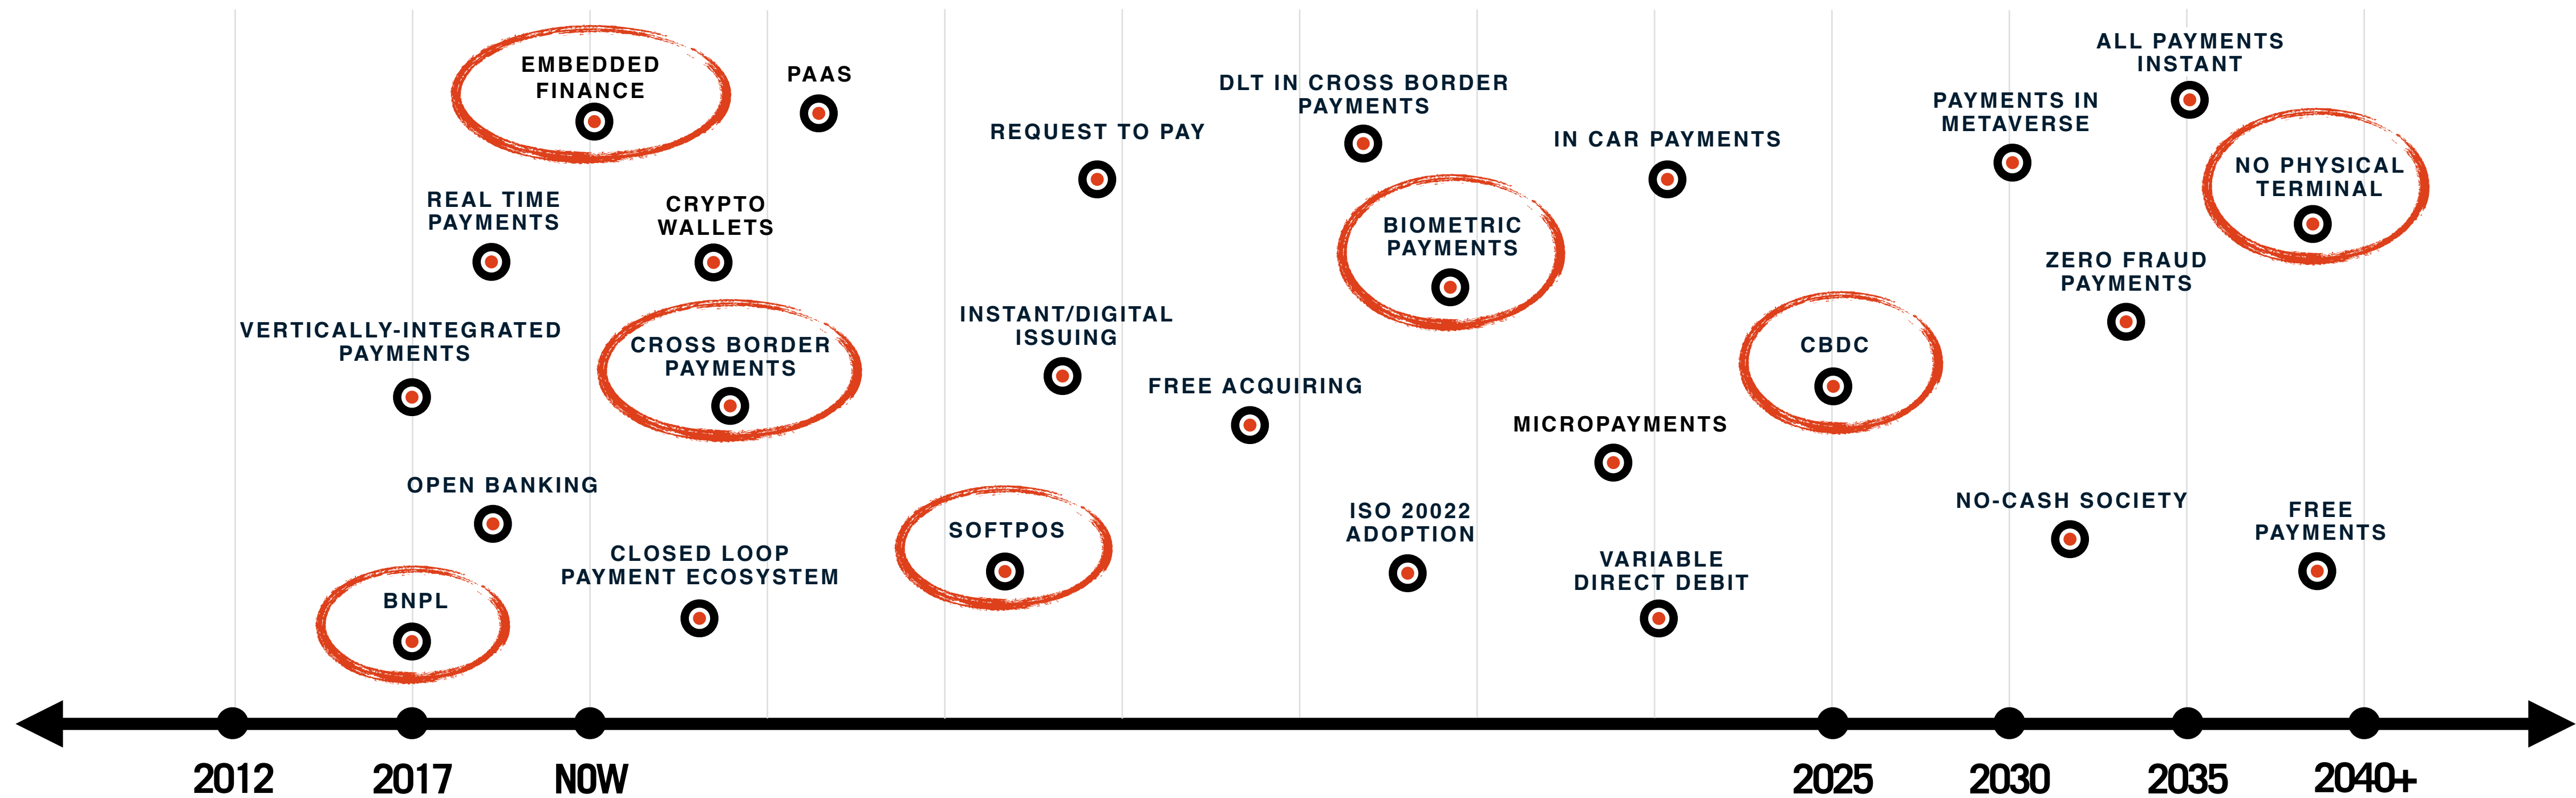 EMBEDDED
FINANCE
PAAS
REQUEST TO PAY
DLT IN CROSS BORDER
PAYMENTS
IN CAR PAYMENTS
PAYMENTS IN
METAVERSE
ALL PAYMENTS
INSTANT
NO PHYSICAL
TERMINAL
REAL TIME
PAYMENTS
CRYPTO
WALLETS
BIOMETRIC
PAYMENTS
ZERO FRAUD
PAYMENTS
VERTICALLY-INTEGRATED
PAYMENTS
CROSS BORDER
PAYMENTS
INSTANT/DIGITAL
ISSUING
FREE ACQUIRING
CBDC
MICROPAYMENTS
OPEN BANKING
CLOSED LOOP
PAYMENT ECOSYSTEM
SOFTPOS
ISO 20022
ADOPTION
VARIABLE
DIRECT DEBIT
NO-CASH SOCIETY
FREE
PAYMENTS
BNPL
2012
2017
NOW
2025
2030
2035
2040+